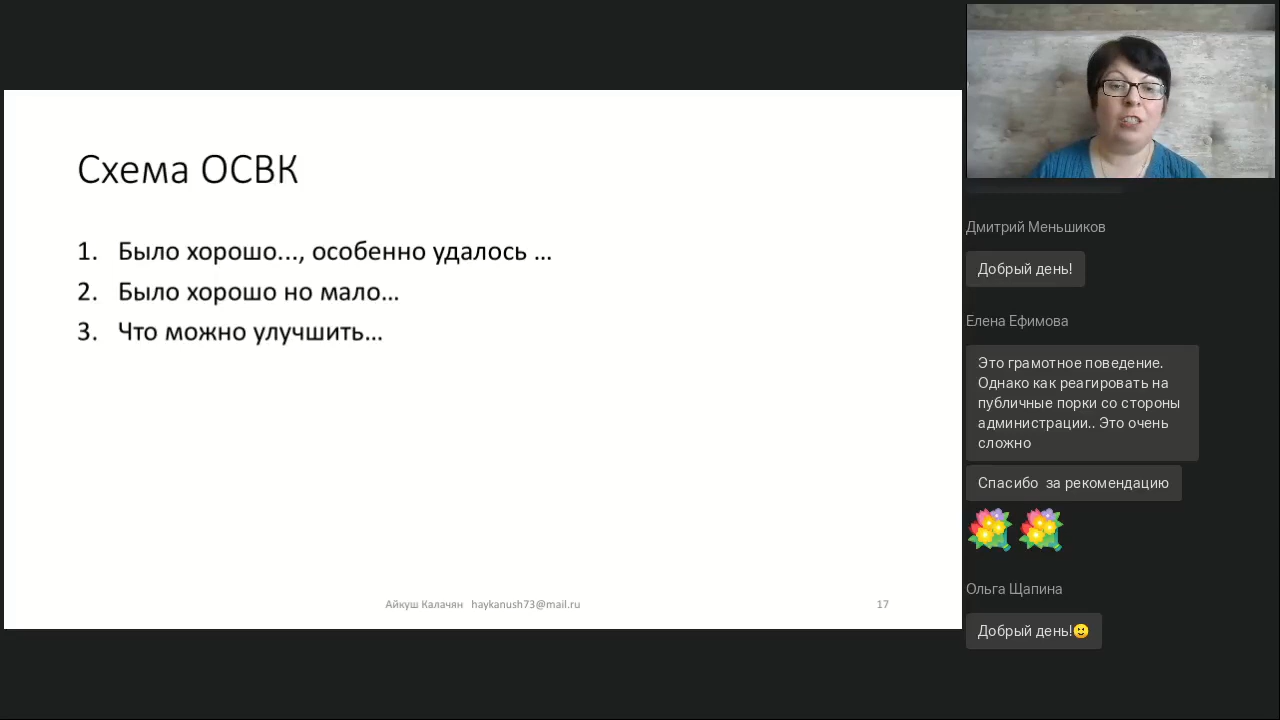 Схема ОСВК
1. Было хорошо..., особенно удалось ...
2. Было хорошо но мало...
3. Что можно улучшить...
Айкуш Калачян haykanush73@mail.ru
17
Дмитрий Меньшиков
Добрый день!
Елена Ефимова
Это грамотное поведение.
Однако как реагировать на
публичные порки со стороны
администрации.. Это очень
сложно
Спасибо за рекомендацию
Ольга Щапина
Добрый день!🙂